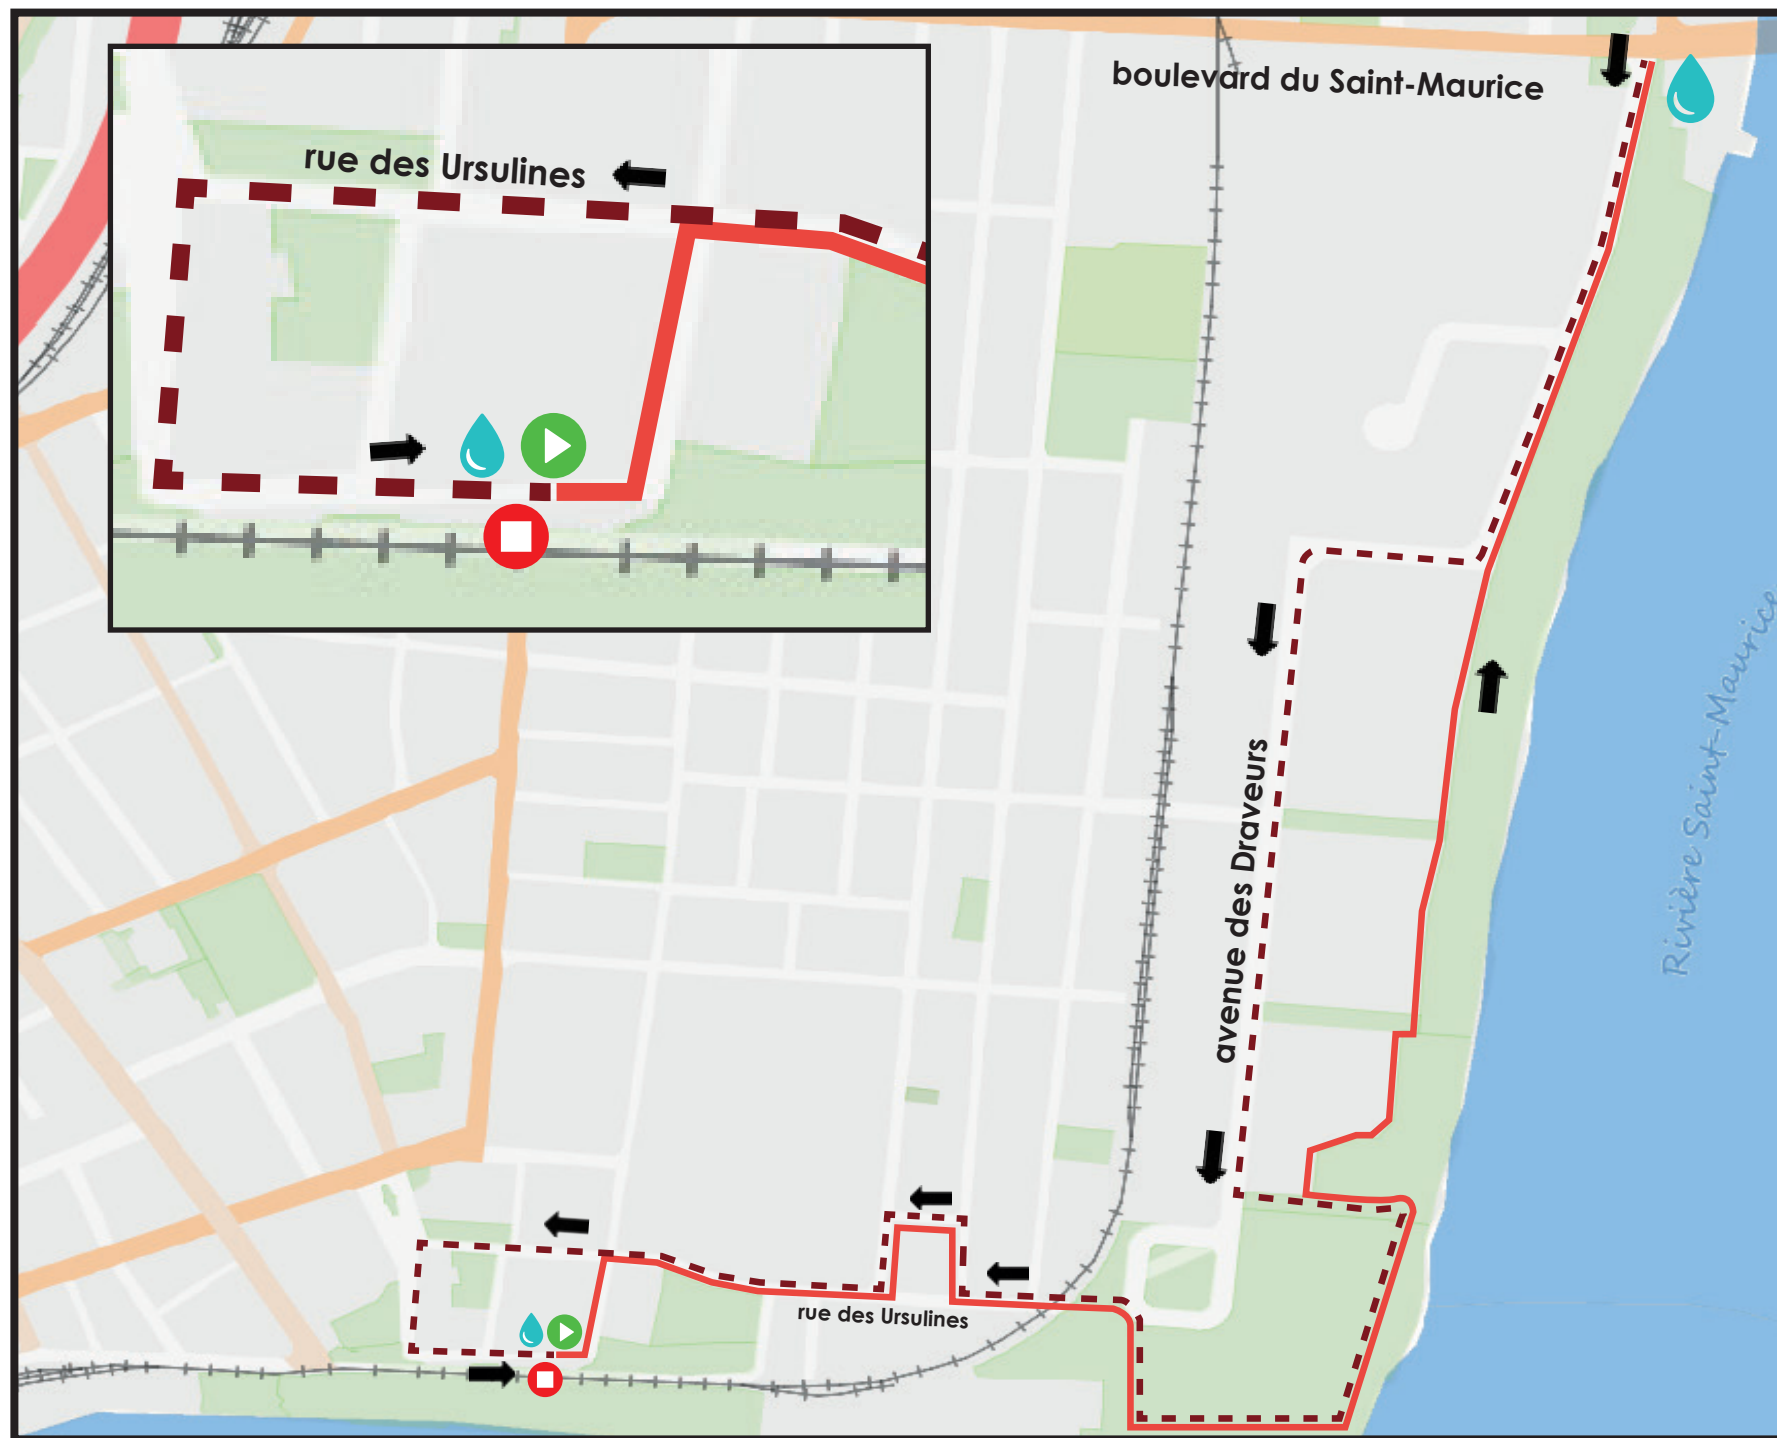 boulevard du Saint-Maurice
rue des Ursulines
Rivière Saint-Maurice
avenue des Draveurs
rue des Ursulines